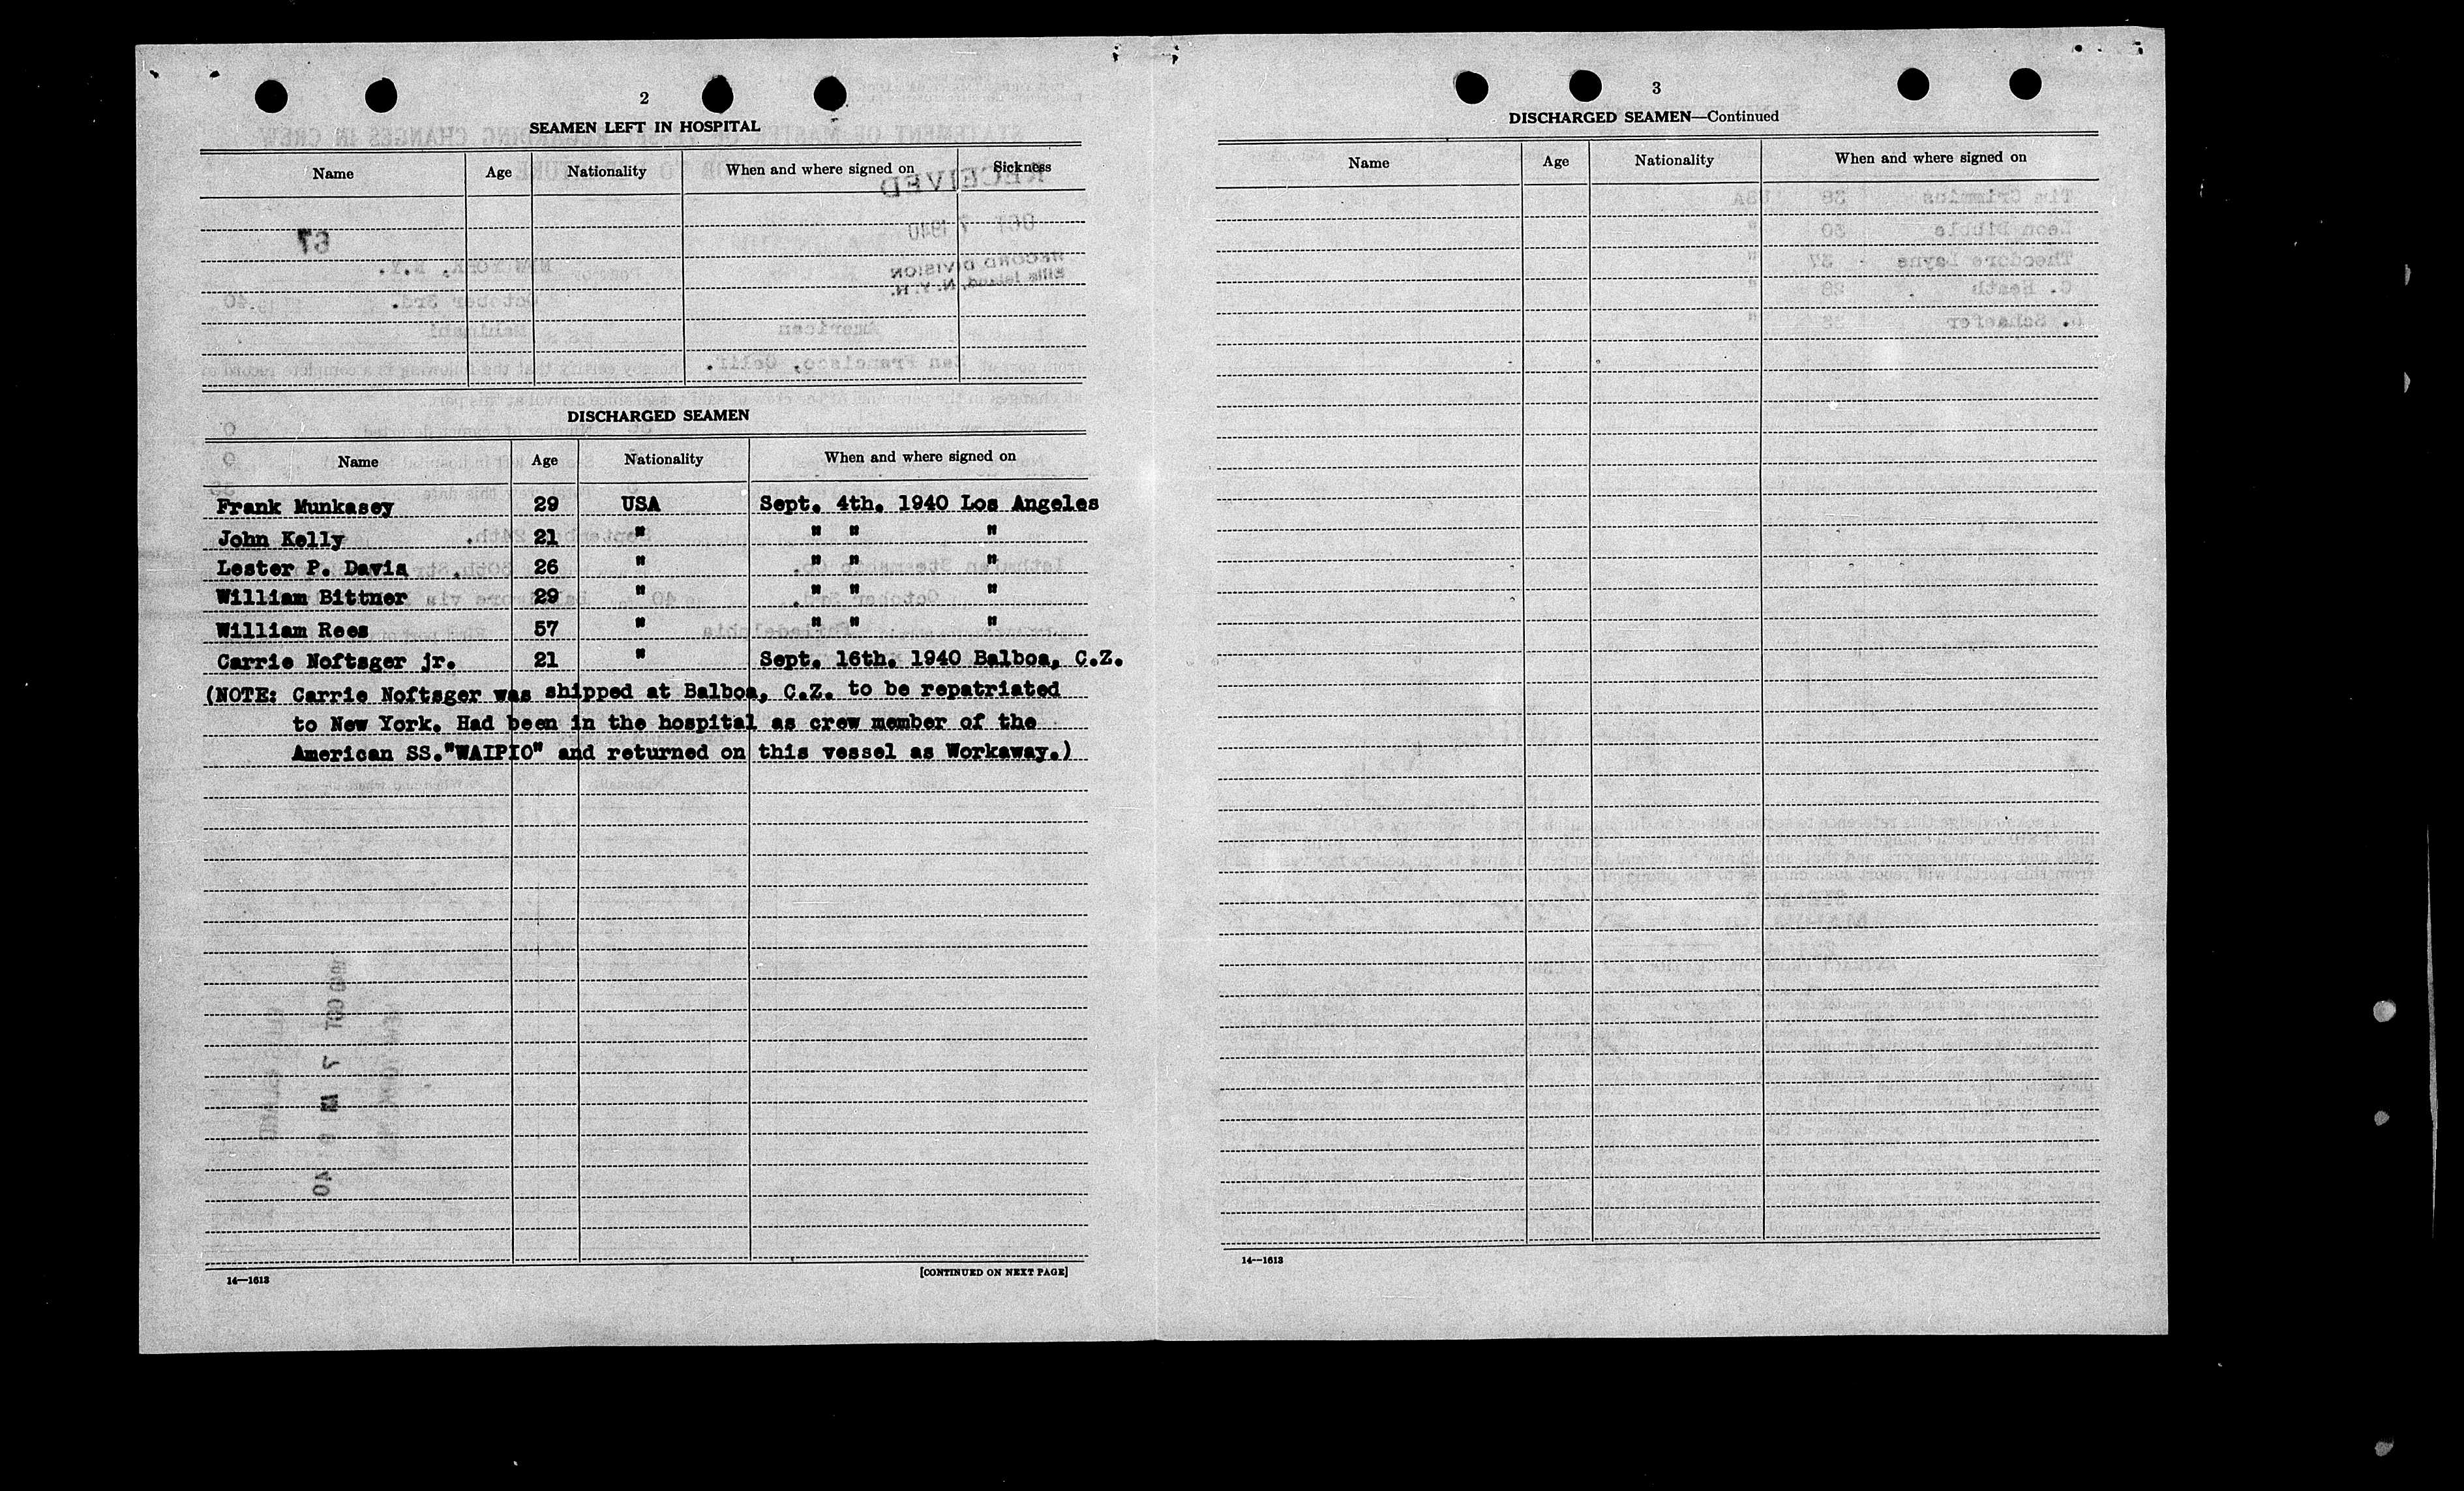 2
SEAMEN LEFT IN HOSPITAL
Name Age Nationality When and where signed on Sickness
DISCHARGED SEAMEN
Name Age Nationality When and where signed on
Frank Munkasey 29 USA Sept. 4th. 1940 Los Angeles
John Kelly 21 " " " "
Lester P. Davis 26 " " " "
William Bittner 29 " " " "
William Rees 57 " " " "
Carrie Noftsger jr. 21 " Sept. 16th. 1940 Balboa, C.Z.
(NOTE: Carrie Noftsger was shipped at Balboa, C.Z. to be repatriated
to New York. Had been in the hospital as crew member of the
American SS."WAIPIO" and returned on this vessel as Workaway.)
14—1613
[CONTINUED ON NEXT PAGE]
3
DISCHARGED SEAMEN—Continued
Name Age Nationality When and where signed on
14—1613